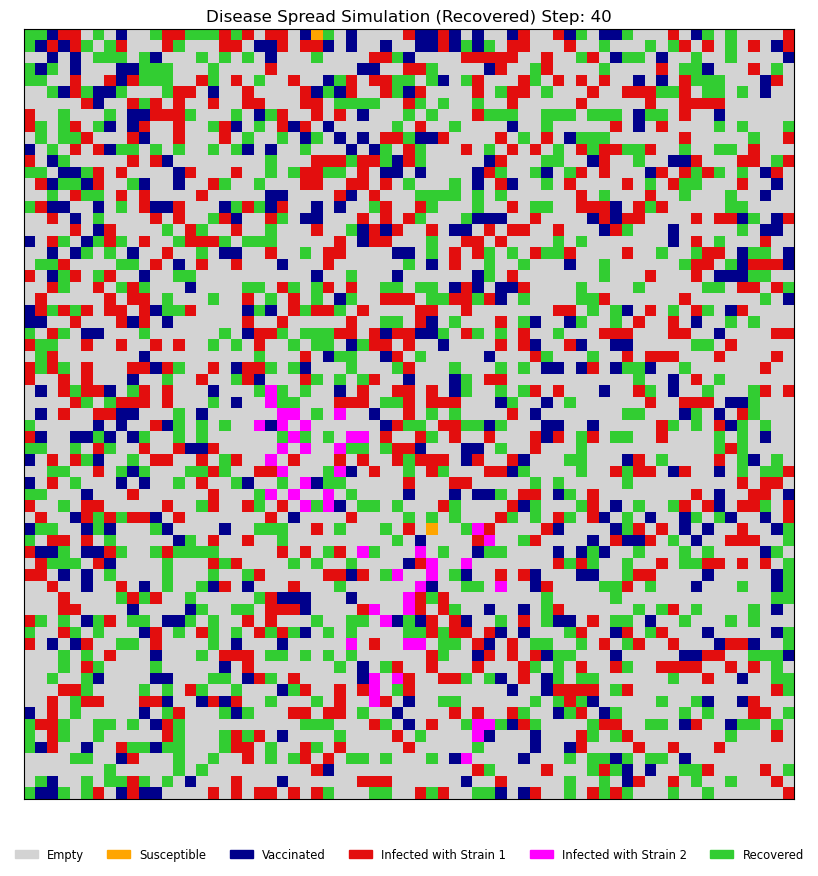 Disease Spread Simulation (Recovered) Step: 40
Empty Susceptible Vaccinated Infected with Strain 1 Infected with Strain 2 Recovered